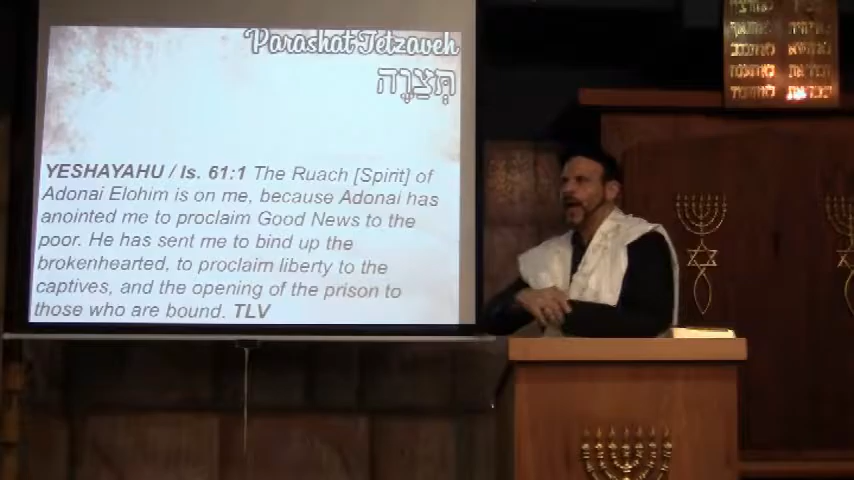 Parashat Tetzaveh
תְּצַוֶּה
YESHAYAHU / Is. 61:1 The Ruach [Spirit] of
Adonai Elohim is on me, because Adonai has
anointed me to proclaim Good News to the
poor. He has sent me to bind up the
brokenhearted, to proclaim liberty to the
captives, and the opening of the prison to
those who are bound. TLV